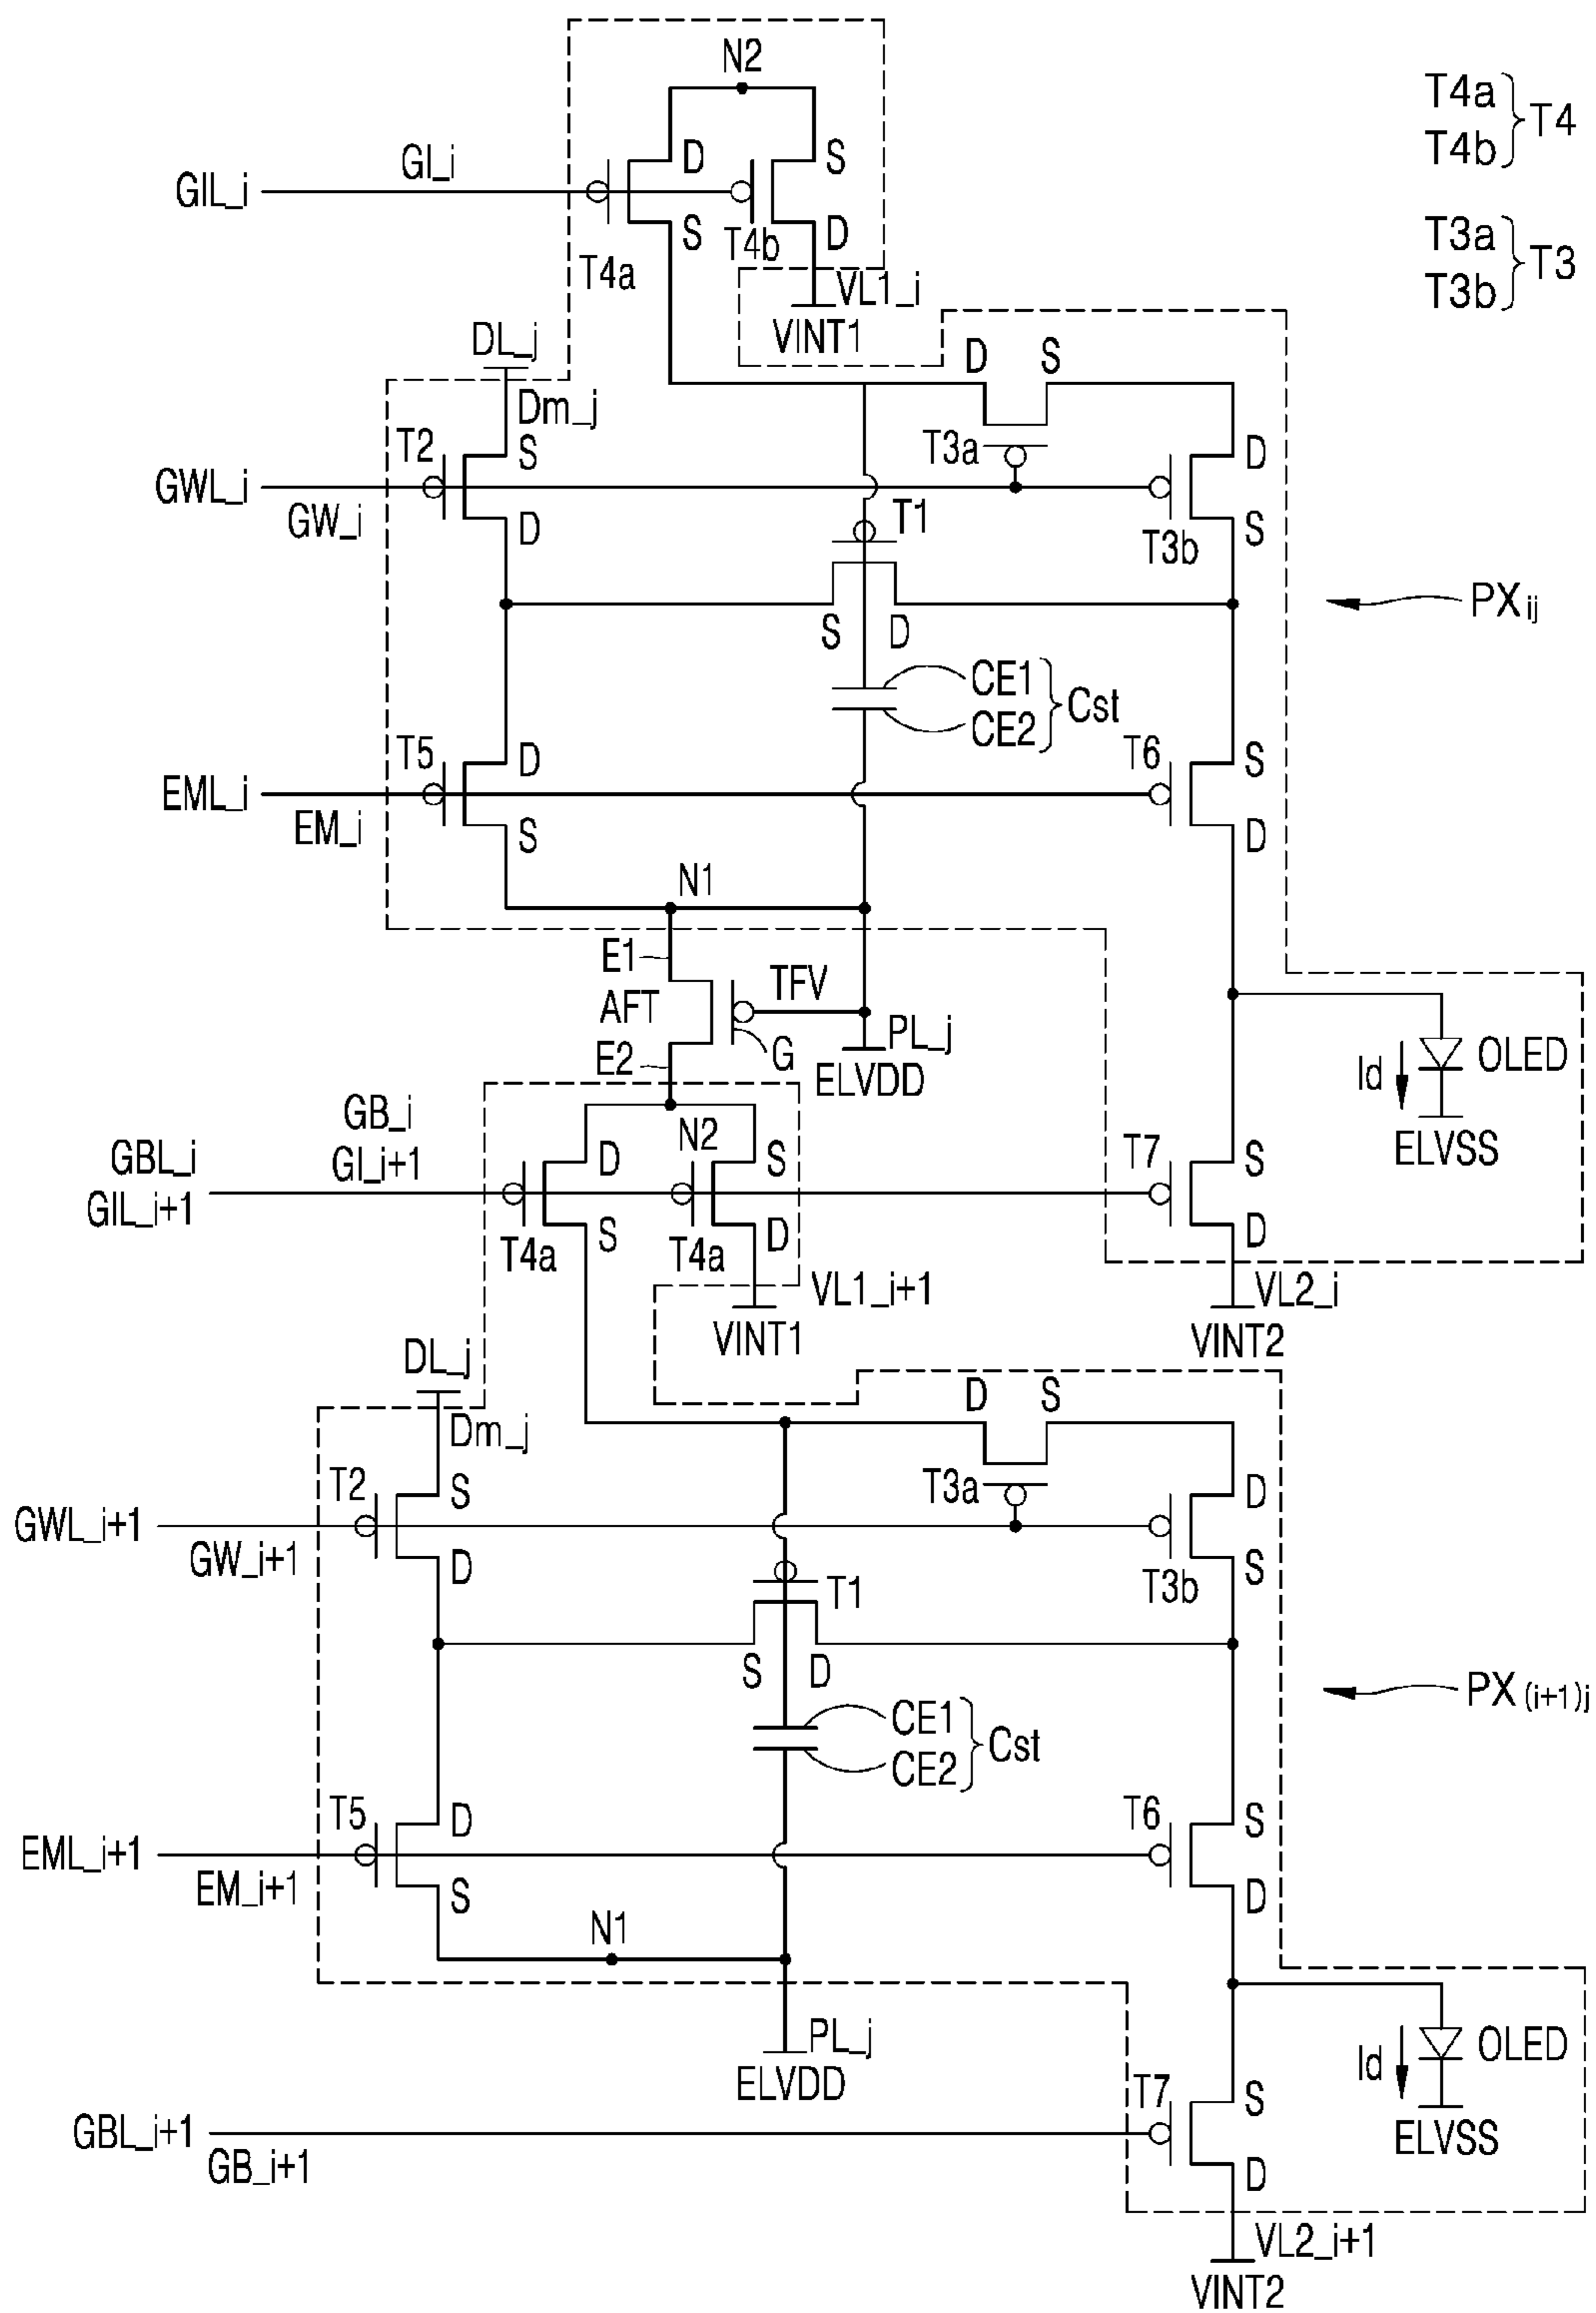 N2
T4a
T4b
T4
GI_i
GIL_i
D
S
S
T4b
D
T4a
T3a
T3b
T3
VL1_i
VINT1
DL_j
Dm_j
D
S
T2
S
T3a
D
GWL_i
GW_i
D
T1
S
T3b
PX ij
S
D
CE1
CE2
Cst
T5
D
T6
S
EML_i
EM_i
S
D
N1
E1
TFV
AFT
PL_j
E2
G
ELVDD
Id
OLED
ELVSS
GB_i
GBL_i
GI_i+1
GIL_i+1
D
N2
S
T7
S
T4a
S
T4a
D
D
VL1_i+1
VINT1
VL2_i
VINT2
DL_j
Dm_j
D
S
T2
S
T3a
D
GWL_i+1
GW_i+1
D
T1
T3b
S
S
D
PX (i+1)j
CE1
CE2
Cst
T5
D
T6
S
EML_i+1
EM_i+1
S
D
N1
PL_j
ELVDD
Id
OLED
ELVSS
T7
S
GBL_i+1
GB_i+1
D
VL2_i+1
VINT2